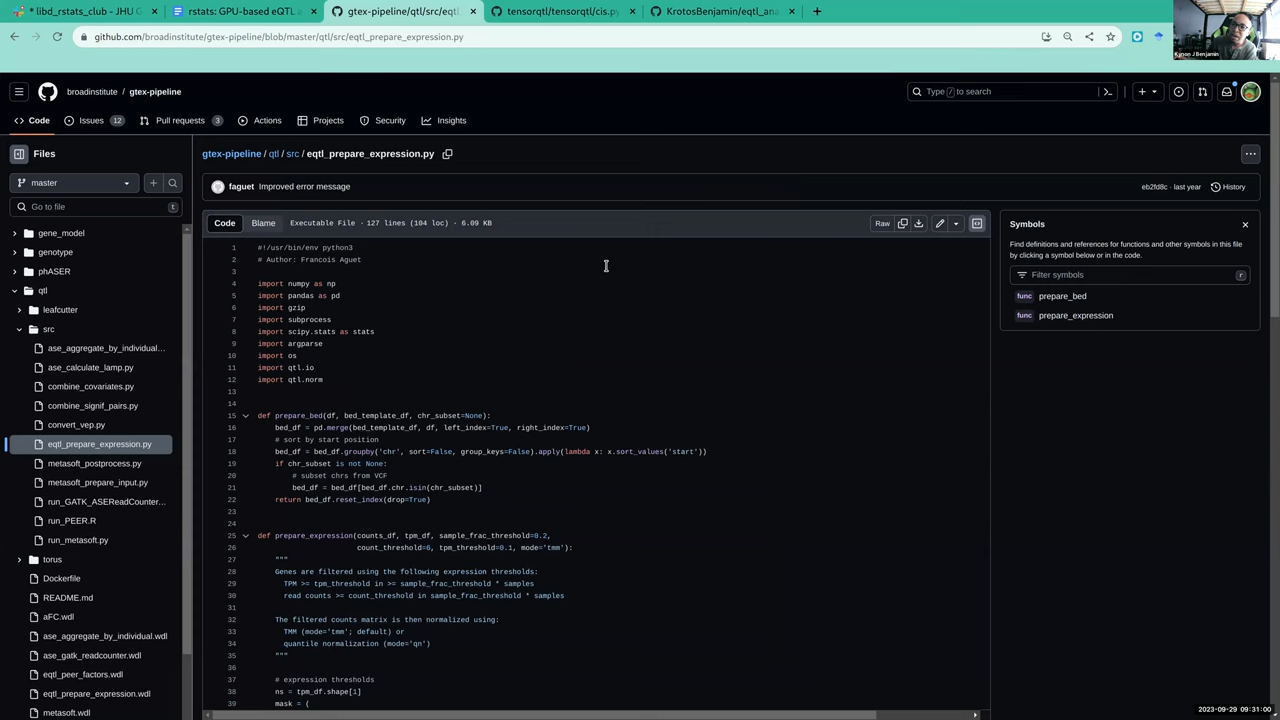 * libd_rstats_club - JHU G
rstats: GPU-based eQTL a
gtex-pipeline/qtl/src/eqtl_
tensorqtl/tensorqtl/cis.py
KrotosBenjamin/eqtl_ana
github.com/broadinstitute/gtex-pipeline/blob/master/qtl/src/eqtl_prepare_expression.py
Kynon J Benjamin
broadinstitute / gtex-pipeline
Type / to search
Code
Issues 12
Pull requests 3
Actions
Projects
Security
Insights
Files
master
Go to file t
gene_model
genotype
phASER
qtl
leafcutter
src
ase_aggregate_by_individual...
ase_calculate_lamp.py
combine_covariates.py
combine_signif_pairs.py
convert_vep.py
eqtl_prepare_expression.py
metasoft_postprocess.py
metasoft_prepare_input.py
run_GATK_ASEReadCounter...
run_PEER.R
run_metasoft.py
torus
Dockerfile
README.md
aFC.wdl
ase_aggregate_by_individual.wdl
ase_gatk_readcounter.wdl
eqtl_peer_factors.wdl
eqtl_prepare_expression.wdl
metasoft.wdl
gtex-pipeline / qtl / src / eqtl_prepare_expression.py
faguet Improved error message
eb2fd8c · last year History
Code Blame Executable File · 127 lines (104 loc) · 6.09 KB
Raw
1 #!/usr/bin/env python3
2 # Author: Francois Aguet
3
4 import numpy as np
5 import pandas as pd
6 import gzip
7 import subprocess
8 import scipy.stats as stats
9 import argparse
10 import os
11 import qtl.io
12 import qtl.norm
13
14
15 def prepare_bed(df, bed_template_df, chr_subset=None):
16 bed_df = pd.merge(bed_template_df, df, left_index=True, right_index=True)
17 # sort by start position
18 bed_df = bed_df.groupby('chr', sort=False, group_keys=False).apply(lambda x: x.sort_values('start'))
19 if chr_subset is not None:
20 # subset chrs from VCF
21 bed_df = bed_df[bed_df.chr.isin(chr_subset)]
22 return bed_df.reset_index(drop=True)
23
24
25 def prepare_expression(counts_df, tpm_df, sample_frac_threshold=0.2,
26 count_threshold=6, tpm_threshold=0.1, mode='tmm'):
27 """
28 Genes are filtered using the following expression thresholds:
29 TPM >= tpm_threshold in >= sample_frac_threshold * samples
30 read counts >= count_threshold in sample_frac_threshold * samples
31
32 The filtered counts matrix is then normalized using:
33 TMM (mode='tmm'; default) or
34 quantile normalization (mode='qn')
35 """
36
37 # expression thresholds
38 ns = tpm_df.shape[1]
39 mask = (
Symbols
Find definitions and references for functions and other symbols in this file
by clicking a symbol below or in the code.
Filter symbols r
func prepare_bed
func prepare_expression
2023-09-29 09:31:00